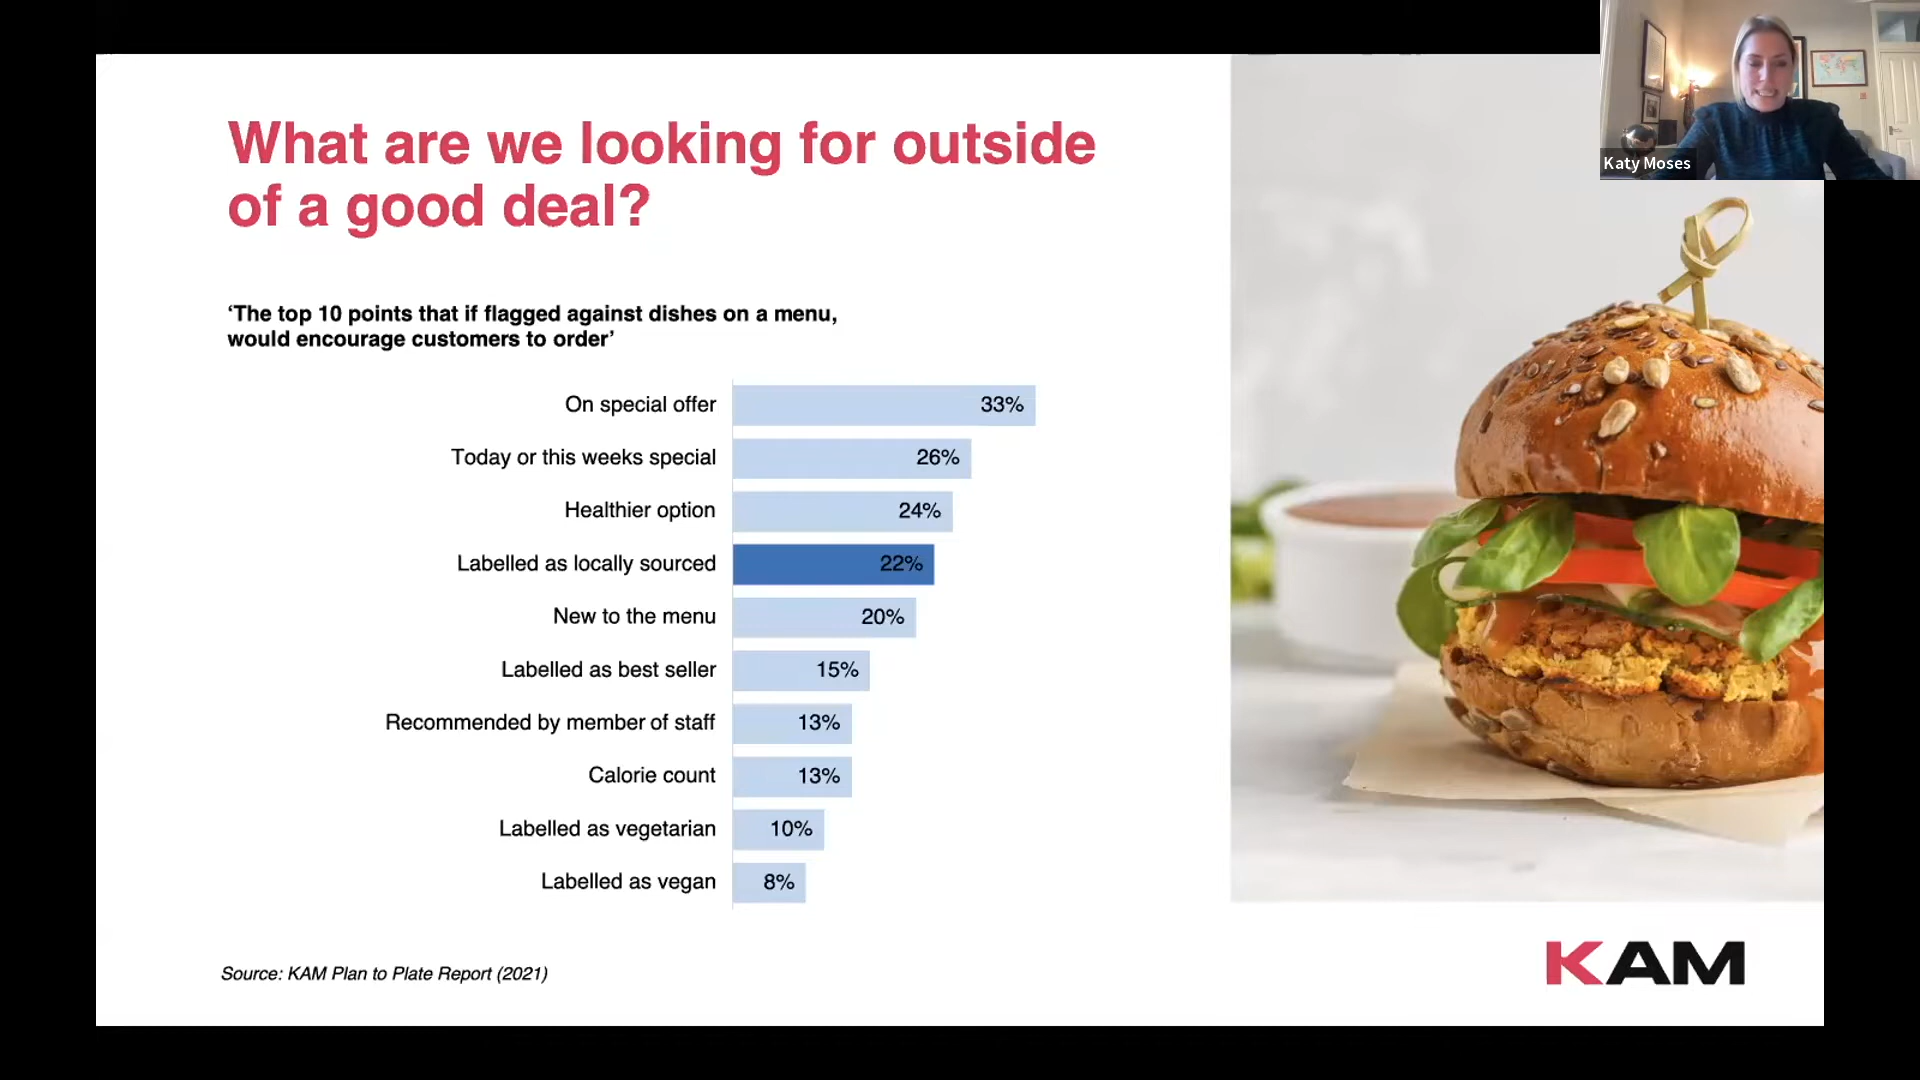 What are we looking for outside
of a good deal?
‘The top 10 points that if flagged against dishes on a menu,
would encourage customers to order’
On special offer 33%
Today or this weeks special 26%
Healthier option 24%
Labelled as locally sourced 22%
New to the menu 20%
Labelled as best seller 15%
Recommended by member of staff 13%
Calorie count 13%
Labelled as vegetarian 10%
Labelled as vegan 8%
Source: KAM Plan to Plate Report (2021)
KAM
Katy Moses